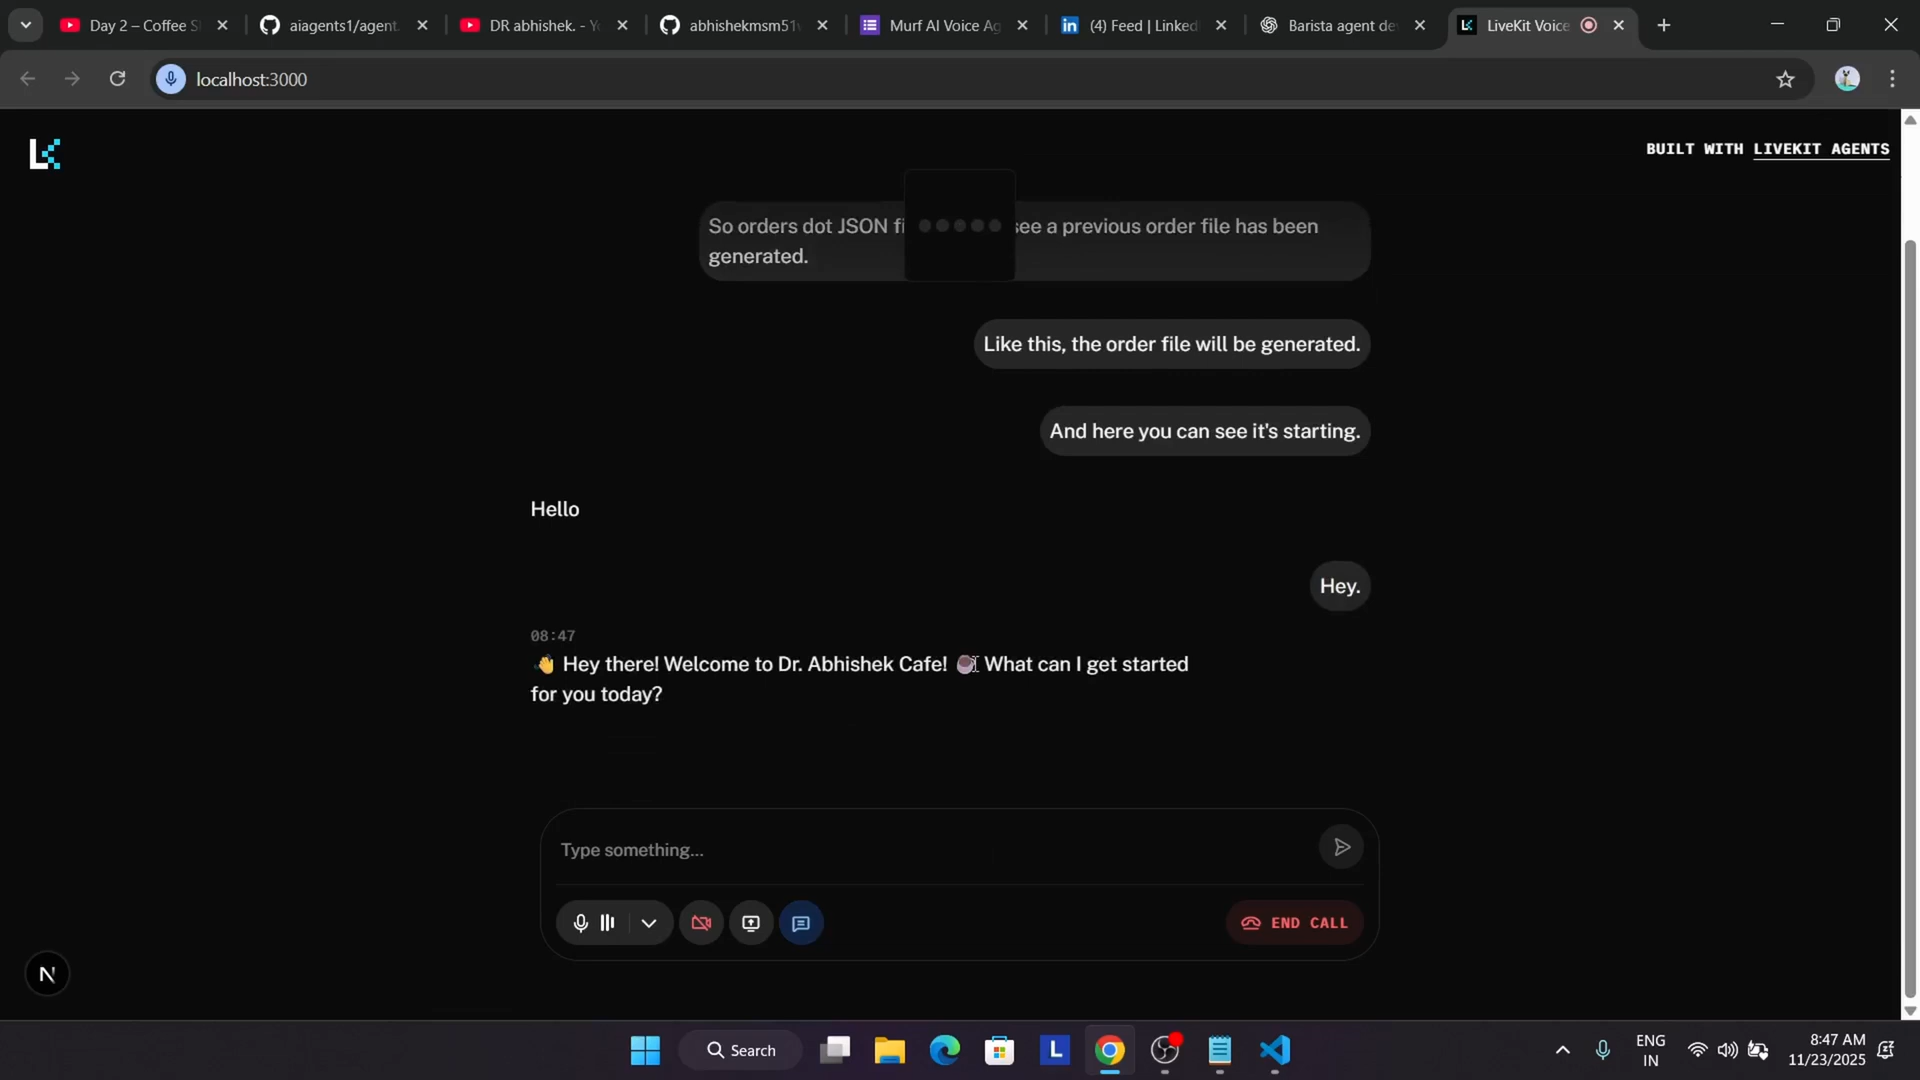 Day 2 – Coffee S
aiagents1/agent.
DR abhishek. - Yo
abhishekmsm51
Murf AI Voice Ag
(4) Feed | LinkedI
Barista agent de
LiveKit Voice
localhost:3000
BUILT WITH LIVEKIT AGENTS
So orders dot JSON fi see a previous order file has been
generated.
Like this, the order file will be generated.
And here you can see it's starting.
Hello
Hey.
08:47
👋 Hey there! Welcome to Dr. Abhishek Cafe! What can I get started
for you today?
Type something...
END CALL
N
Search
L
ENG
IN
8:47 AM
11/23/2025